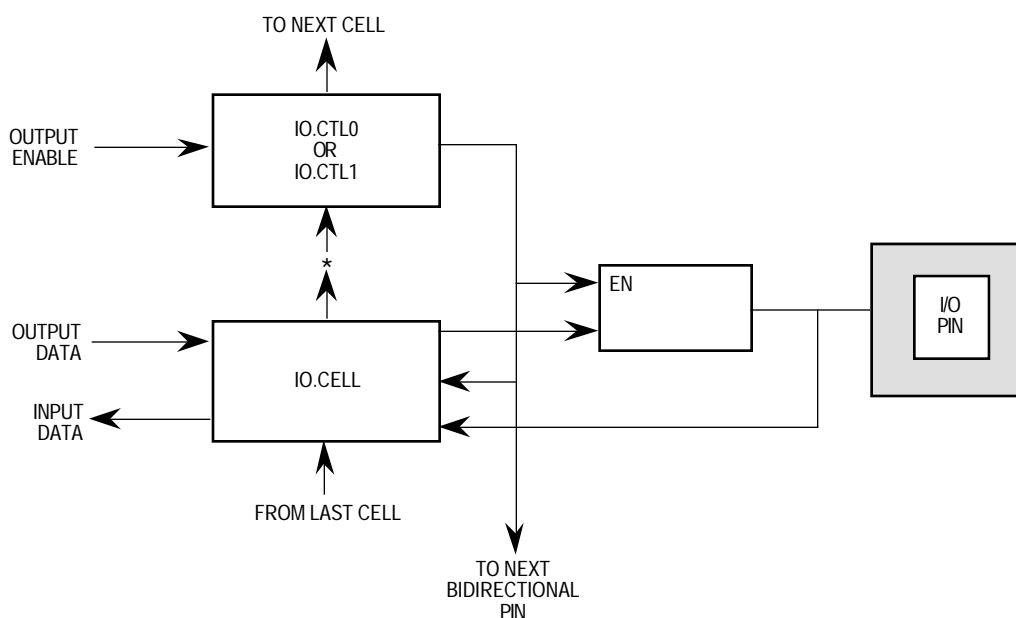 TO NEXT CELL
OUTPUT
ENABLE
IO.CTL0
OR
IO.CTL1
*
EN
I/O
PIN
OUTPUT
DATA
IO.CELL
INPUT
DATA
FROM LAST CELL
TO NEXT
BIDIRECTIONAL
PIN